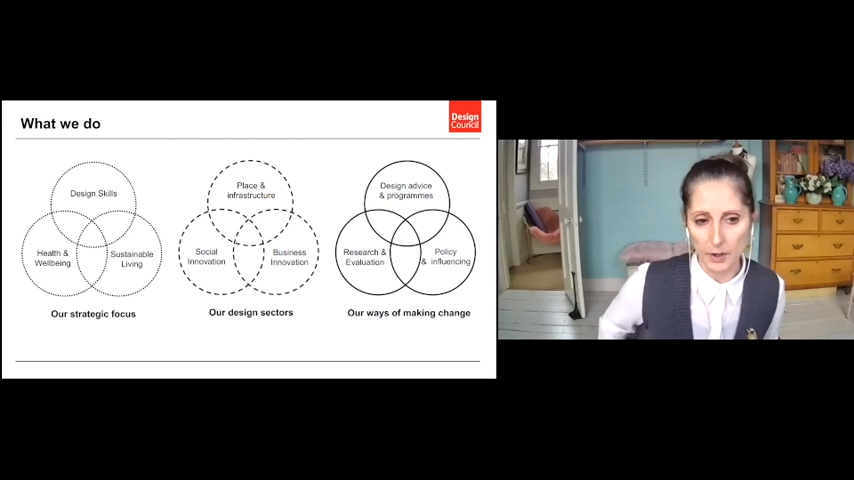 What we do
Design
Council
Design Skills
Health &
Wellbeing
Sustainable
Living
Our strategic focus
Place &
infrastructure
Social
Innovation
Business
Innovation
Our design sectors
Design advice
& programmes
Research &
Evaluation
Policy
& influencing
Our ways of making change